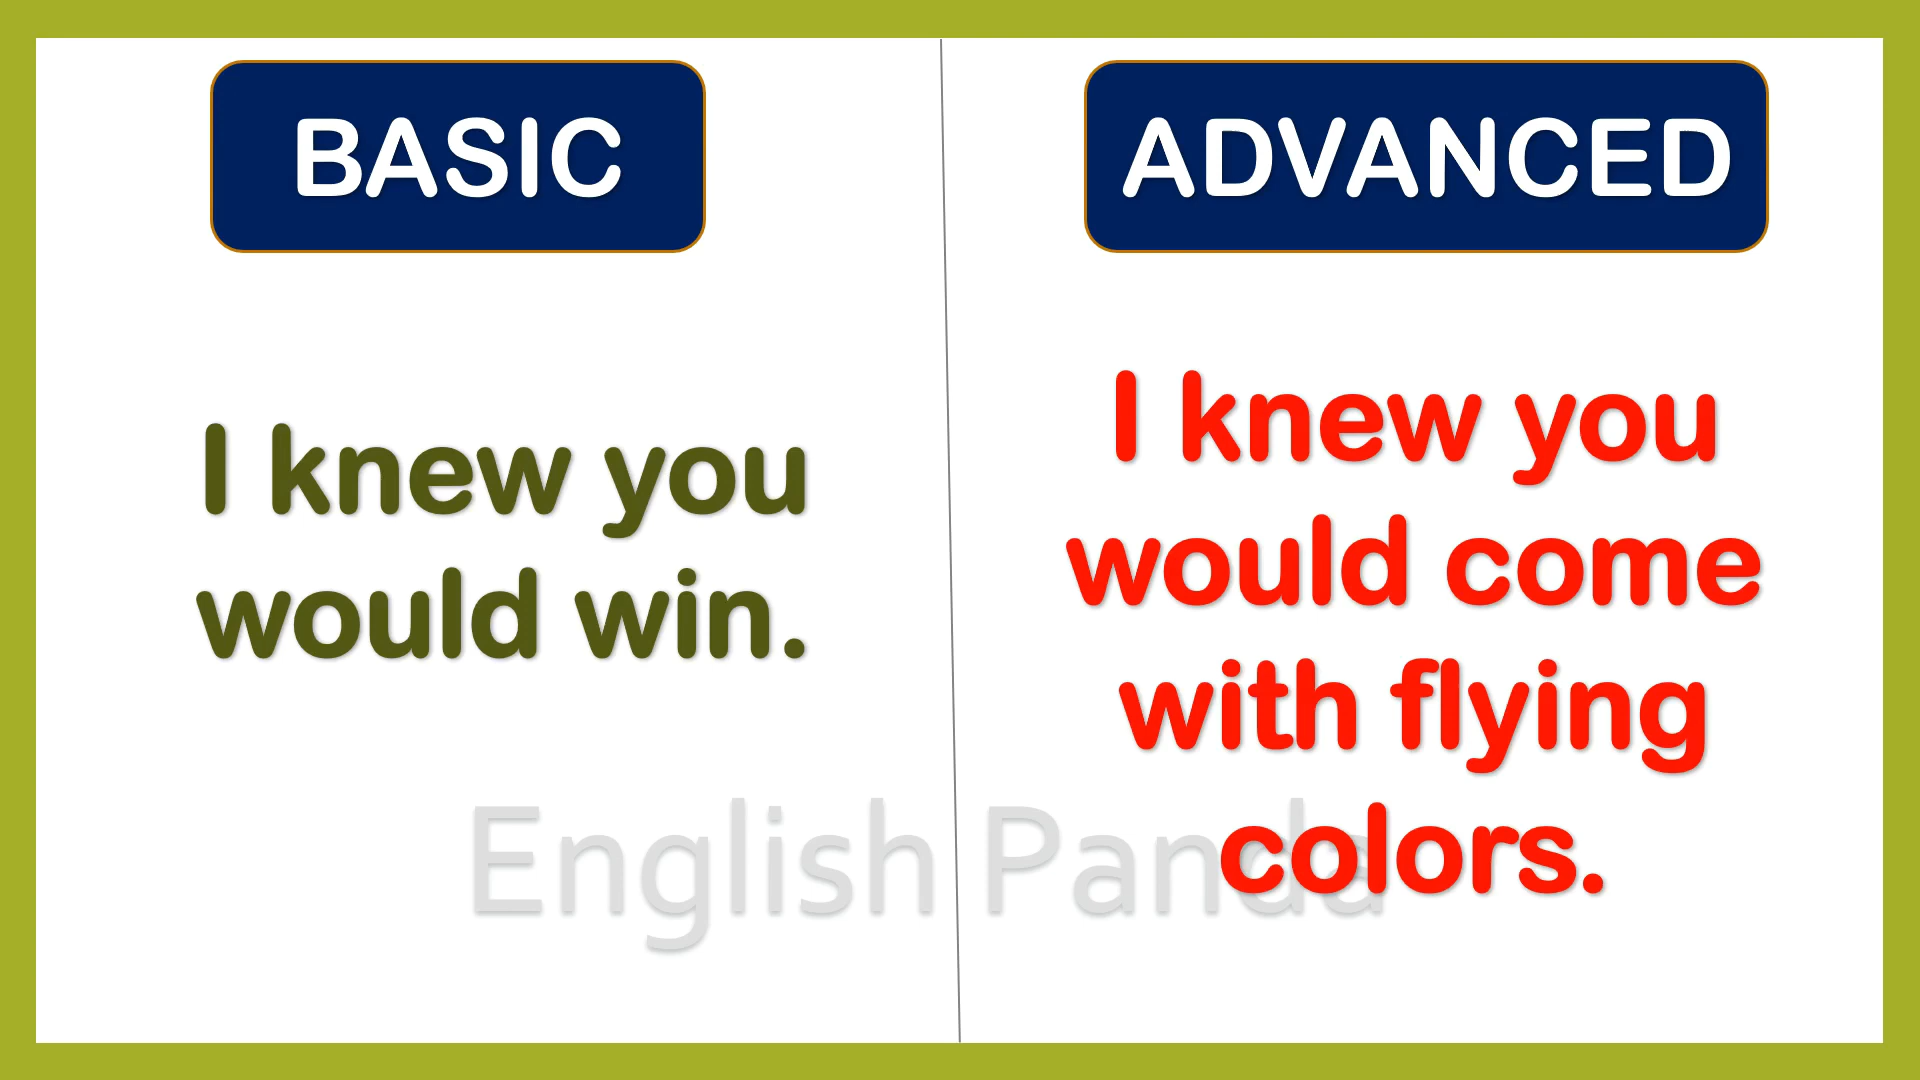 BASIC
I knew you
would win.
ADVANCED
I knew you
would come
with flying
colors.
English Panda